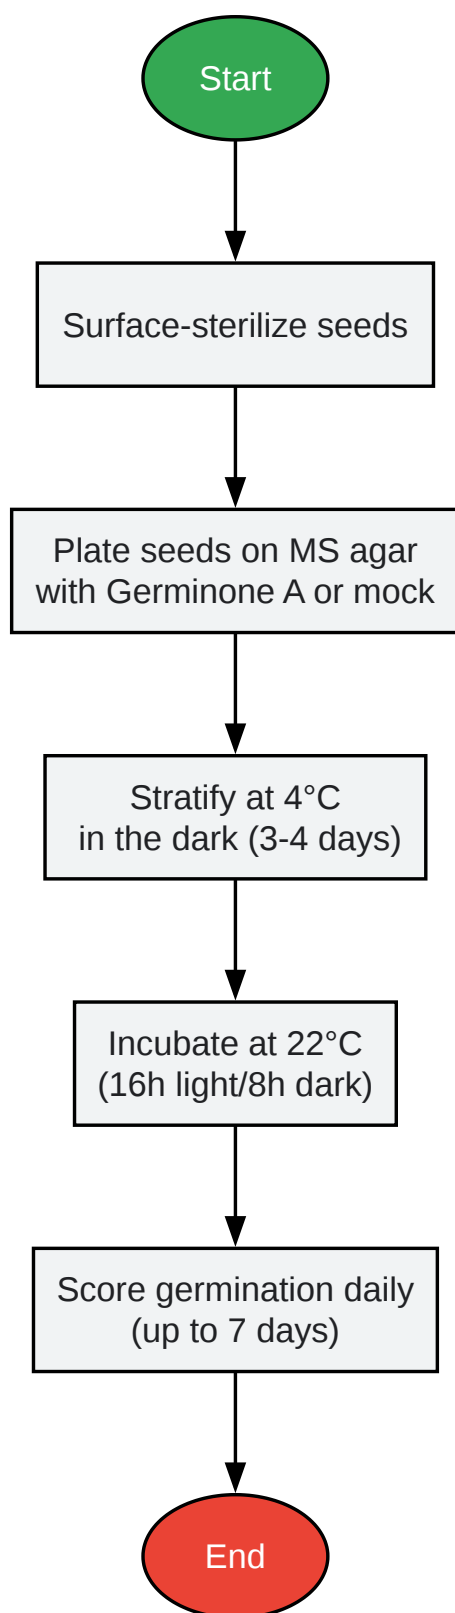 Start
Surface-sterilize seeds
Plate seeds on MS agar
with Germinone A or mock
Stratify at 4°C
in the dark (3-4 days)
Incubate at 22°C
(16h light/8h dark)
Score germination daily
(up to 7 days)
End